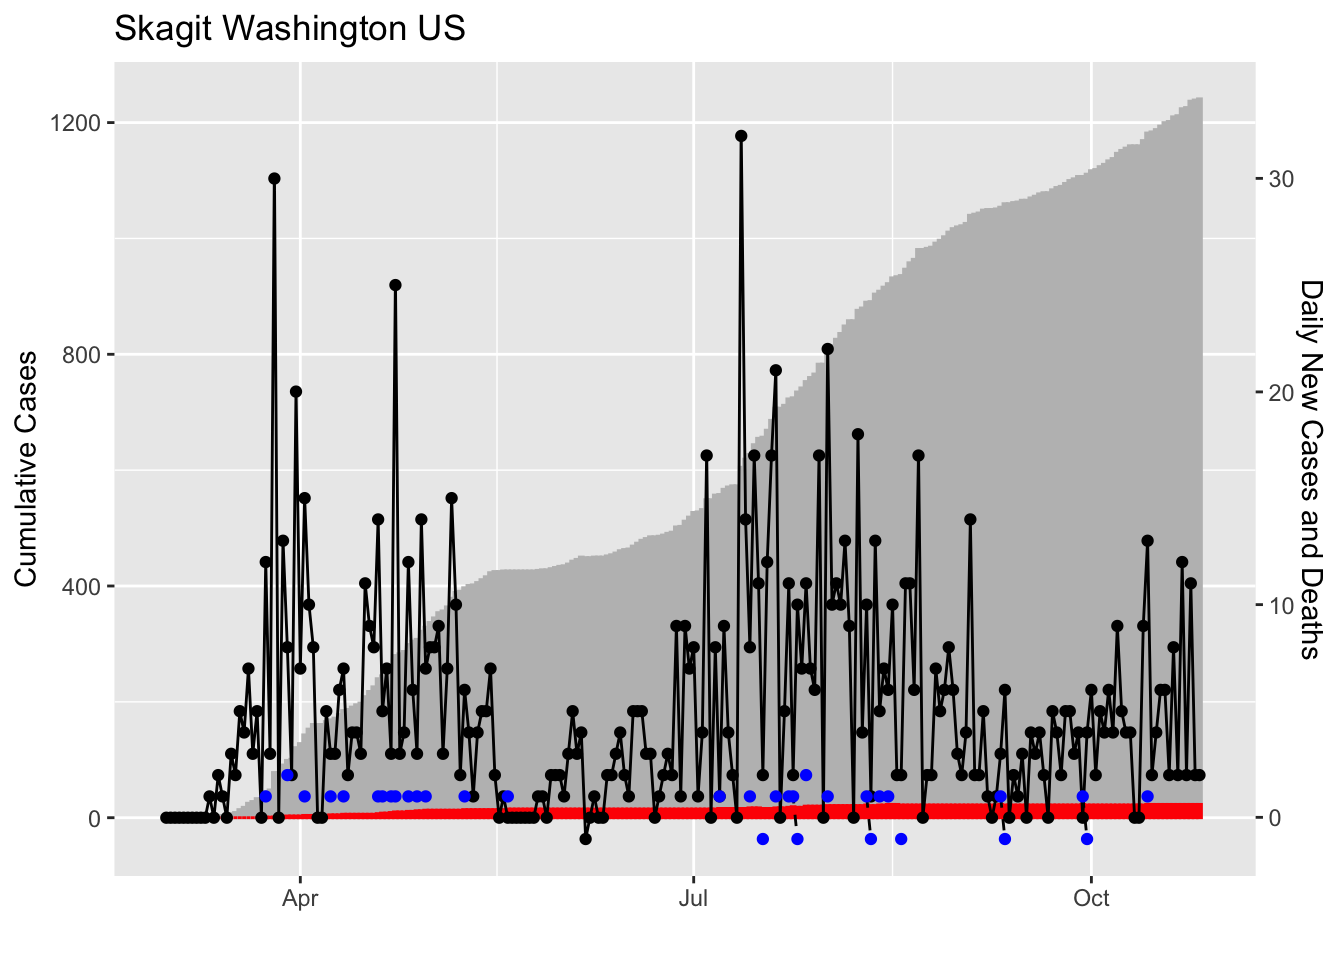 Skagit Washington US
Cumulative Cases
1200
800
400
0
30
20
10
0
Daily New Cases and Deaths
Apr
Jul
Oct